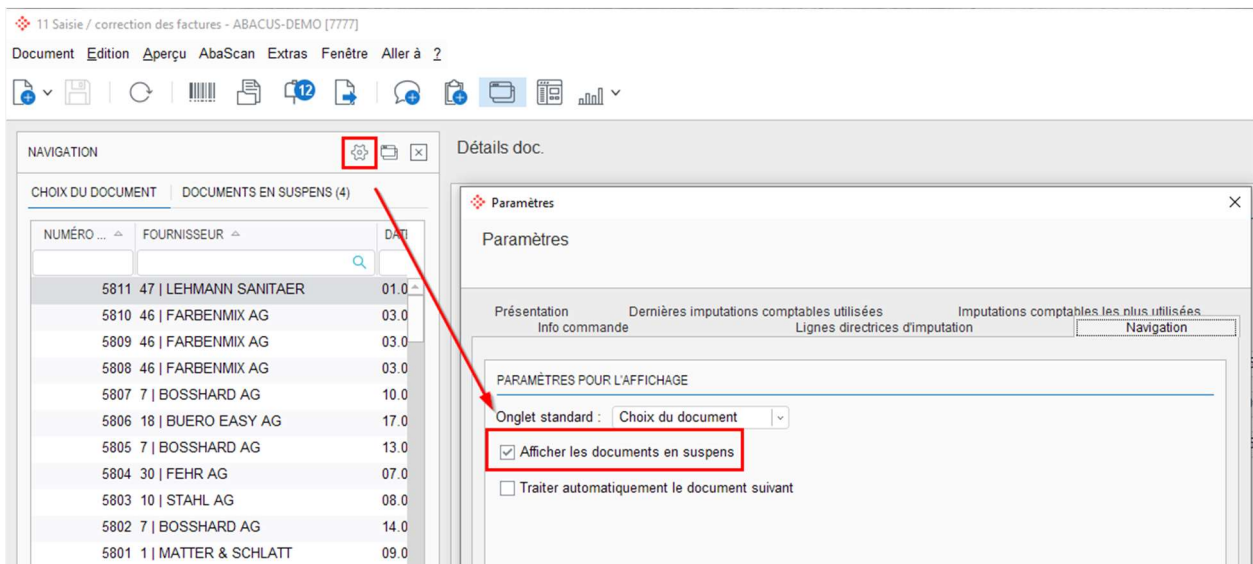 11 Saisie / correction des factures - ABACUS-DEMO [7777]
Document Edition Aperçu AbaScan Extras Fenêtre Aller à ?
12
NAVIGATION
Détails doc.
CHOIX DU DOCUMENT | DOCUMENTS EN SUSPENS (4)
NUMÉRO ... FOURNISSEUR
5811 47 | LEHMANN SANITAER 01.0
5810 46 | FARBENMIX AG 03.0
5809 46 | FARBENMIX AG 03.0
5808 46 | FARBENMIX AG 03.0
5807 7 | BOSSHARD AG 10.0
5806 18 | BUERO EASY AG 17.0
5805 7 | BOSSHARD AG 13.0
5804 30 | FEHR AG 07.0
5803 10 | STAHL AG 08.0
5802 7 | BOSSHARD AG 14.0
5801 1 | MATTER & SCHLATT 09.0
Paramètres
Paramètres
Présentation Dernières imputations comptables utilisées Imputations comptables les plus utilisées
Info commande Lignes directrices d'imputation Navigation
PARAMÈTRES POUR L'AFFICHAGE
Onglet standard : Choix du document
Afficher les documents en suspens
Traiter automatiquement le document suivant